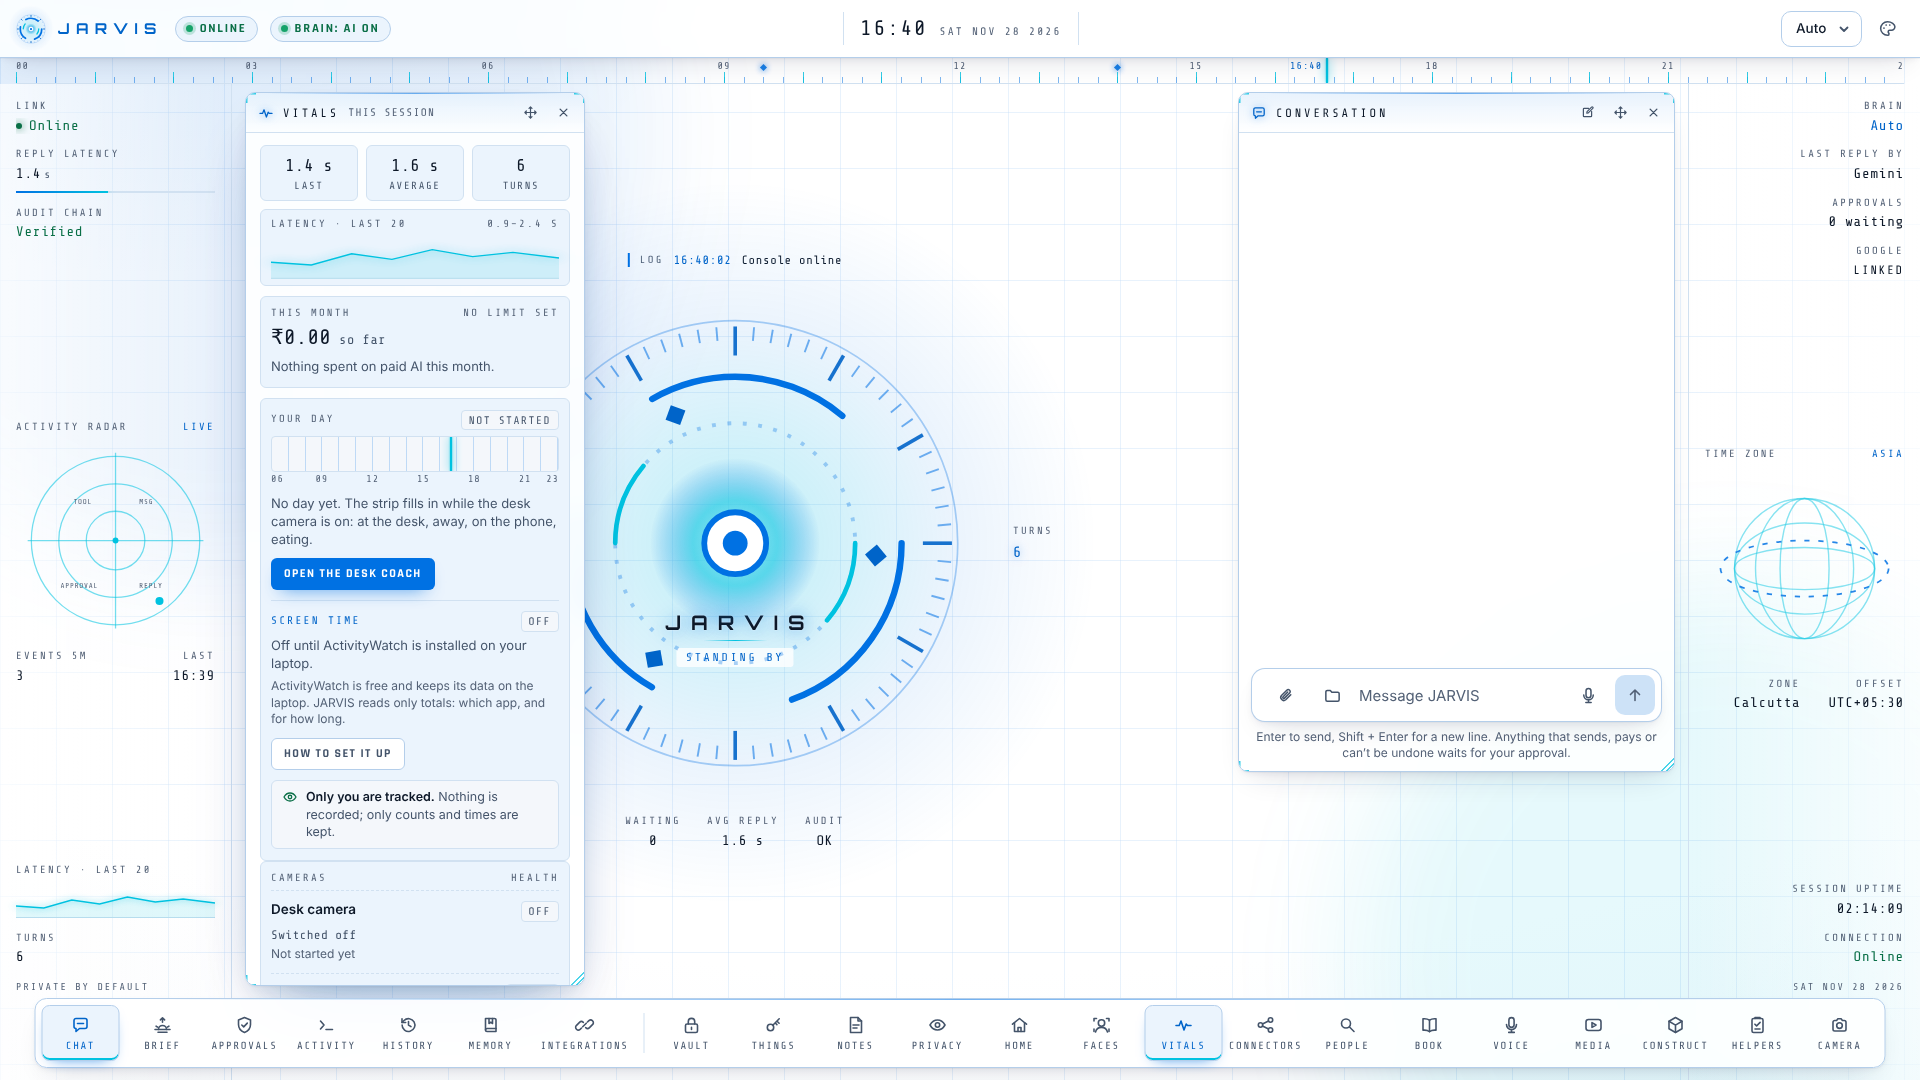 JARVIS
ONLINE
BRAIN: AI ON
16:40 SAT NOV 28 2026
Auto
00 03 06 09 12 15 16:40 18 21 2
LINK
Online
REPLY LATENCY
1.4 s
AUDIT CHAIN
Verified
ACTIVITY RADAR LIVE
TOOL MSG
APPROVAL REPLY
EVENTS 5M LAST
3 16:39
LATENCY · LAST 20
TURNS
6
PRIVATE BY DEFAULT
VITALS THIS SESSION
1.4 s 1.6 s 6
LAST AVERAGE TURNS
LATENCY · LAST 20 0.9–2.4 S
THIS MONTH NO LIMIT SET
₹0.00 so far
Nothing spent on paid AI this month.
YOUR DAY NOT STARTED
06 09 12 15 18 21 23
No day yet. The strip fills in while the desk
camera is on: at the desk, away, on the phone,
eating.
OPEN THE DESK COACH
SCREEN TIME OFF
Off until ActivityWatch is installed on your
laptop.
ActivityWatch is free and keeps its data on the
laptop. JARVIS reads only totals: which app, and
for how long.
HOW TO SET IT UP
Only you are tracked. Nothing is
recorded; only counts and times are
kept.
CAMERAS HEALTH
Desk camera OFF
Switched off
Not started yet
LOG 16:40:02 Console online
JARVIS
STANDING BY
TURNS
6
WAITING AVG REPLY AUDIT
0 1.6 s OK
CONVERSATION
Message JARVIS
Enter to send, Shift + Enter for a new line. Anything that sends, pays or
can't be undone waits for your approval.
BRAIN
Auto
LAST REPLY BY
Gemini
APPROVALS
0 waiting
GOOGLE
LINKED
TIME ZONE ASIA
ZONE OFFSET
Calcutta UTC+05:30
SESSION UPTIME
02:14:09
CONNECTION
Online
SAT NOV 28 2026
CHAT BRIEF APPROVALS ACTIVITY HISTORY MEMORY INTEGRATIONS VAULT THINGS NOTES PRIVACY HOME FACES VITALS CONNECTORS PEOPLE BOOK VOICE MEDIA CONSTRUCT HELPERS CAMERA